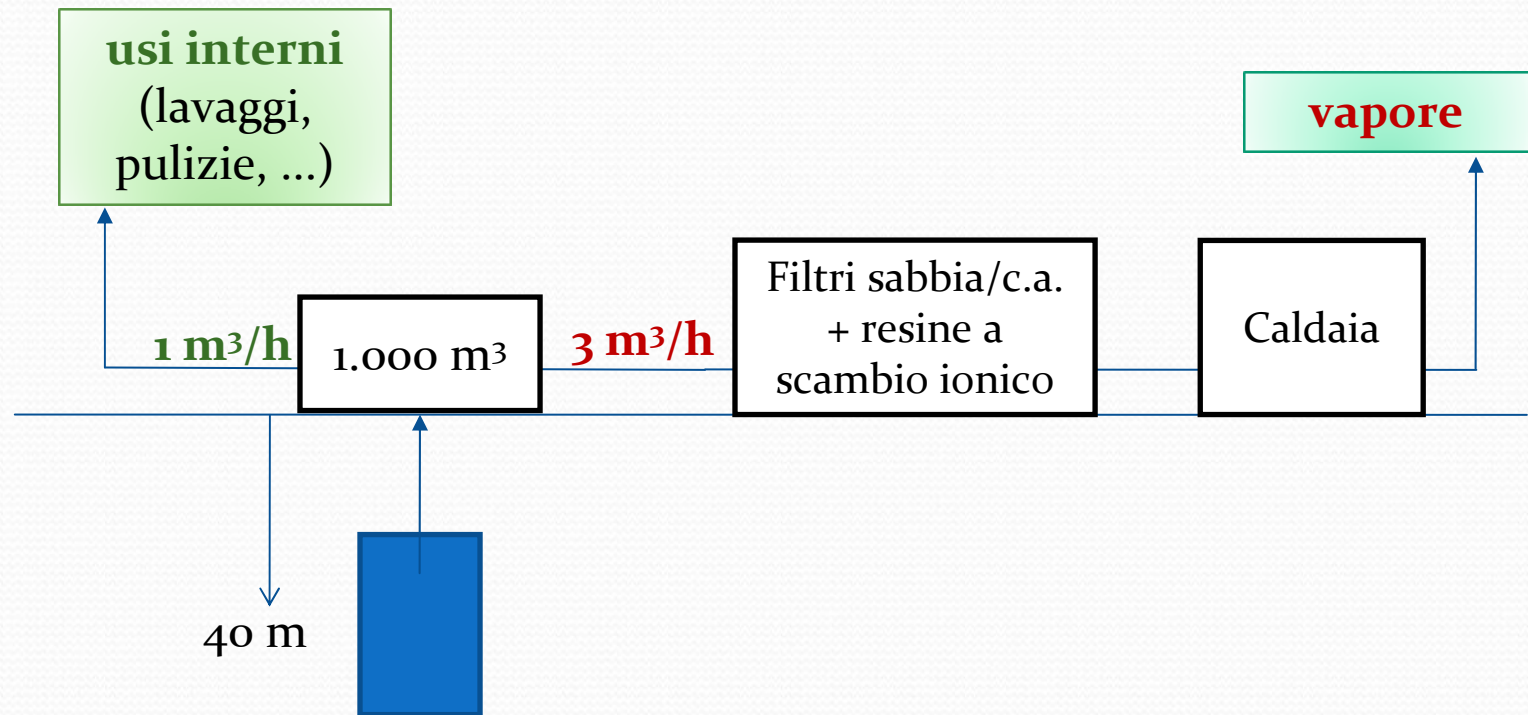 usi interni
(lavaggi,
pulizie, ...)
vapore
1 m³/h
1.000 m³
3 m³/h
Filtri sabbia/c.a.
+ resine a
scambio ionico
Caldaia
40 m